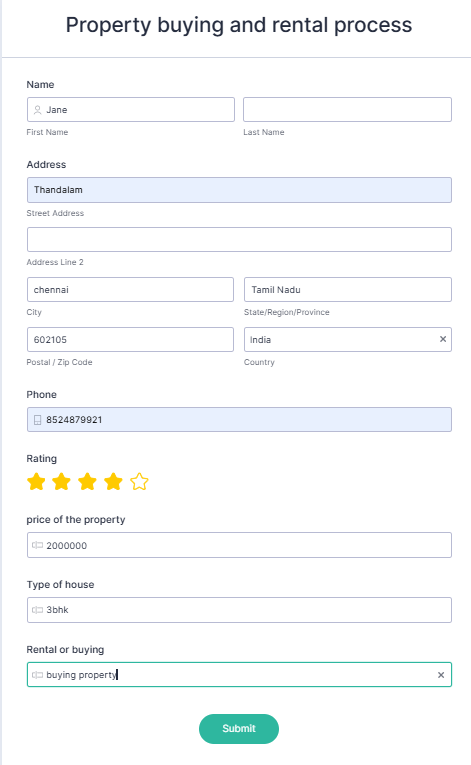 Property buying and rental process
Name
Jane
First Name Last Name
Address
Thandalam
Street Address
Address Line 2
chennai Tamil Nadu
City State/Region/Province
602105 India ×
Postal / Zip Code Country
Phone
8524879921
Rating
price of the property
2000000
Type of house
3bhk
Rental or buying
buying property ×
Submit